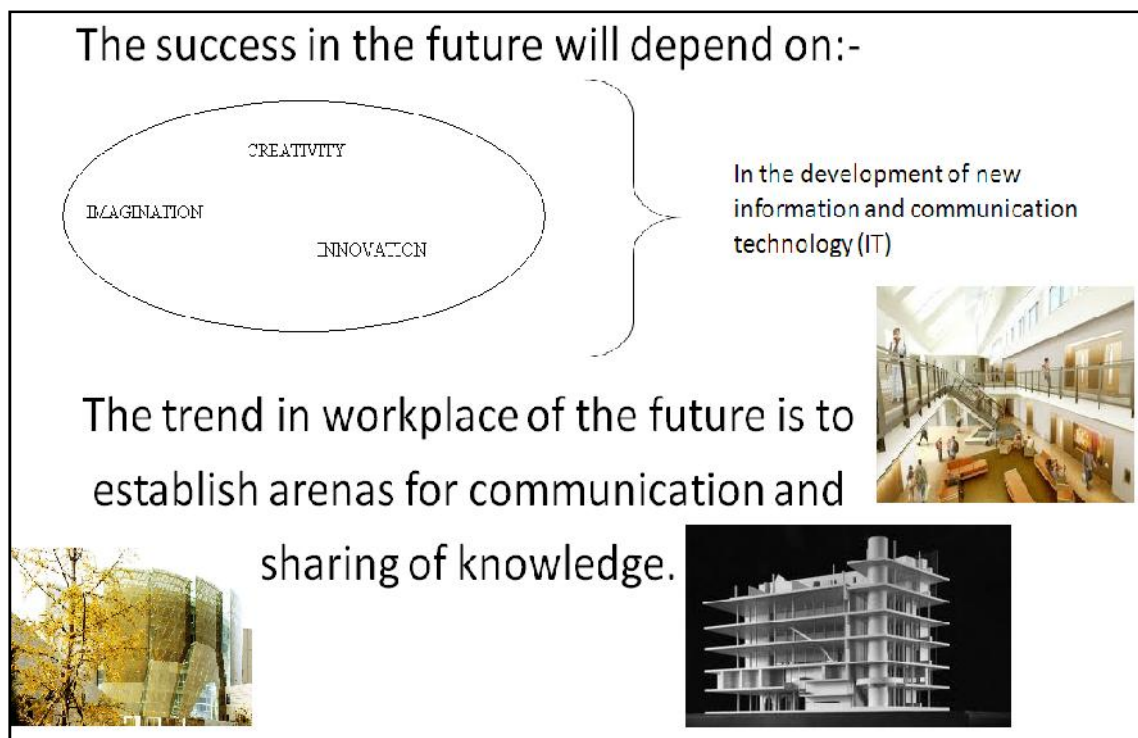 The success in the future will depend on:-
CREATIVITY
IMAGINATION
INNOVATION
In the development of new
information and communication
technology (IT)
The trend in workplace of the future is to
establish arenas for communication and
sharing of knowledge.